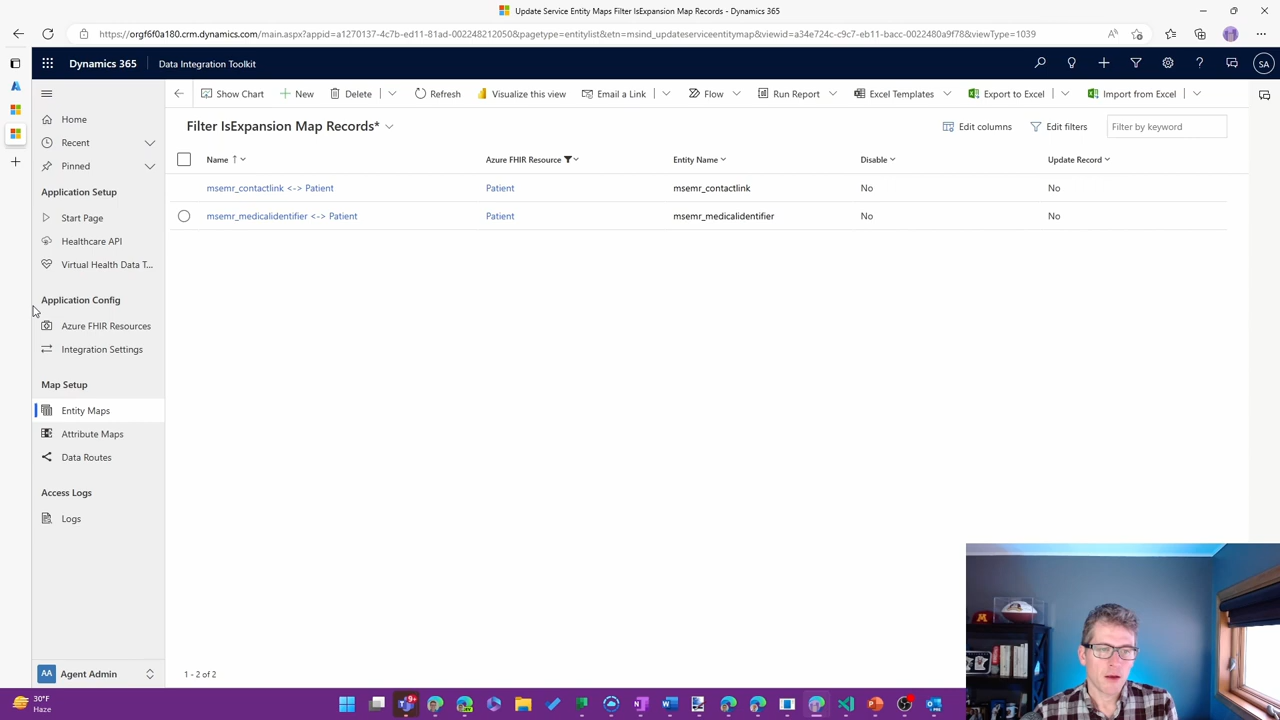 Update Service Entity Maps Filter IsExpansion Map Records - Dynamics 365
https://orgf6f0a180.crm.dynamics.com/main.aspx?appid=a1270137-4c7b-ed11-81ad-002248212050&pagetype=entitylist&etn=msind_updateserviceentitymap&viewid=a34e724c-c9c7-eb11-bacc-0022480a9f78&viewType=1039
Dynamics 365 Data Integration Toolkit SA
Show Chart New Delete Refresh Visualize this view Email a Link Flow Run Report Excel Templates Export to Excel Import from Excel
Home
Recent
Pinned
Application Setup
Start Page
Healthcare API
Virtual Health Data T...
Application Config
Azure FHIR Resources
Integration Settings
Map Setup
Entity Maps
Attribute Maps
Data Routes
Access Logs
Logs
AA Agent Admin
Filter IsExpansion Map Records* Edit columns Edit filters Filter by keyword
Name ↑ Azure FHIR Resource Entity Name Disable Update Record
msemr_contactlink <-> Patient Patient msemr_contactlink No No
msemr_medicalidentifier <-> Patient Patient msemr_medicalidentifier No No
1 - 2 of 2
30°F
Haze
9+